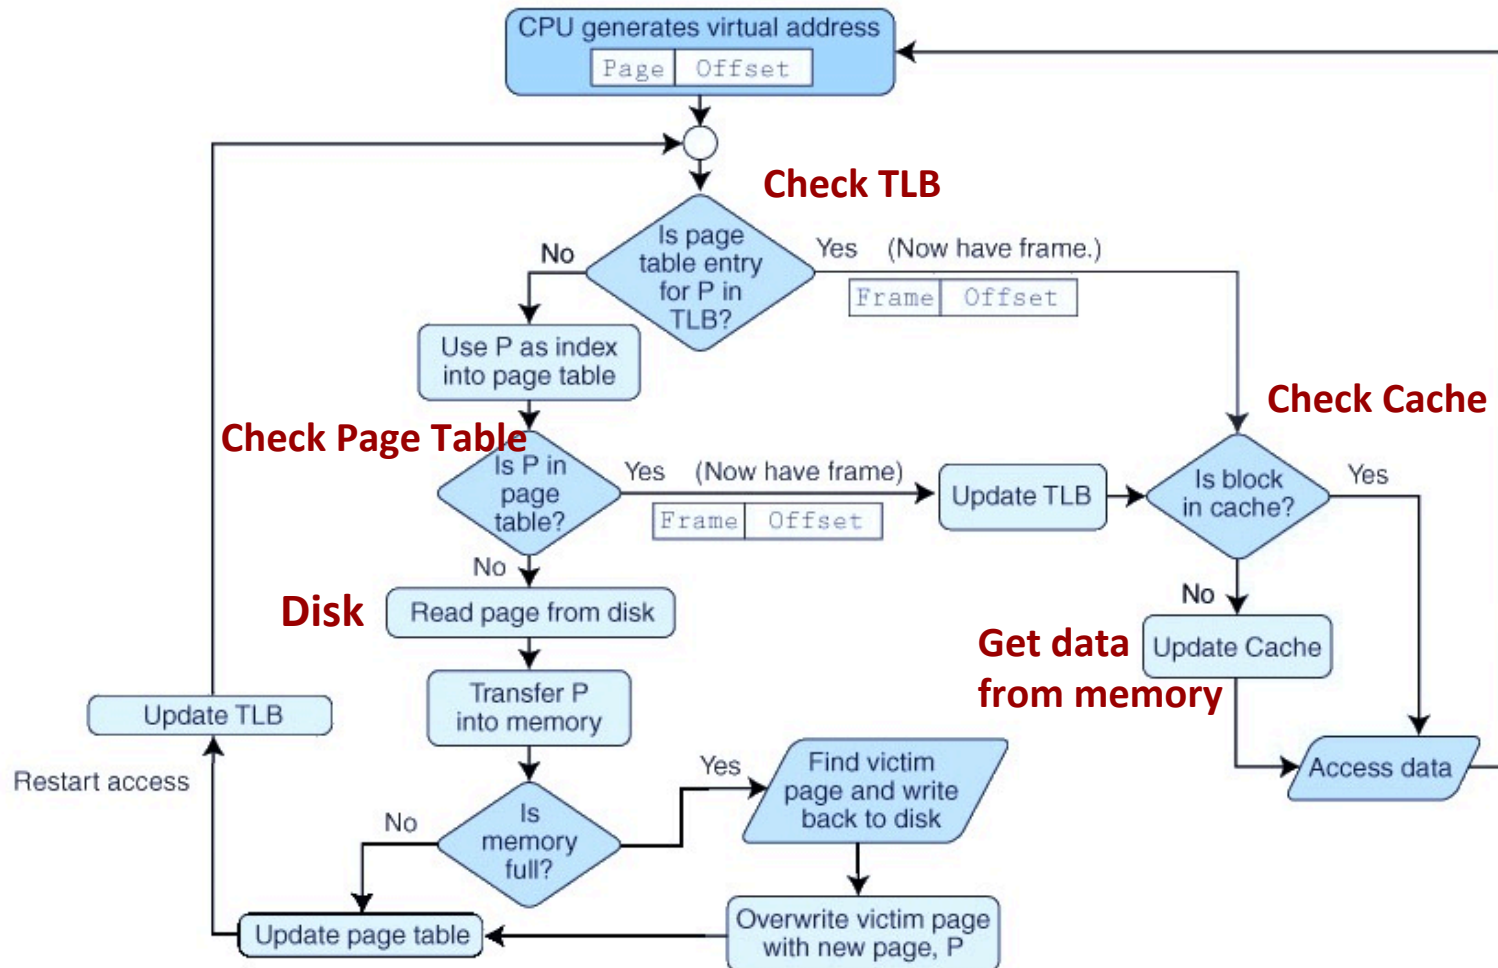 CPU generates virtual address
Page Offset
Check TLB
Is page
table entry
for P in
TLB?
No
Yes (Now have frame.)
Frame Offset
Use P as index
into page table
Check Page Table
Is P in
page
table?
Yes (Now have frame)
Frame Offset
Update TLB
Check Cache
Is block
in cache?
Yes
No
Update Cache
Get data
from memory
Access data
No
Disk
Read page from disk
Transfer P
into memory
Is
memory
full?
Yes
Find victim
page and write
back to disk
Overwrite victim page
with new page, P
No
Update page table
Restart access
Update TLB